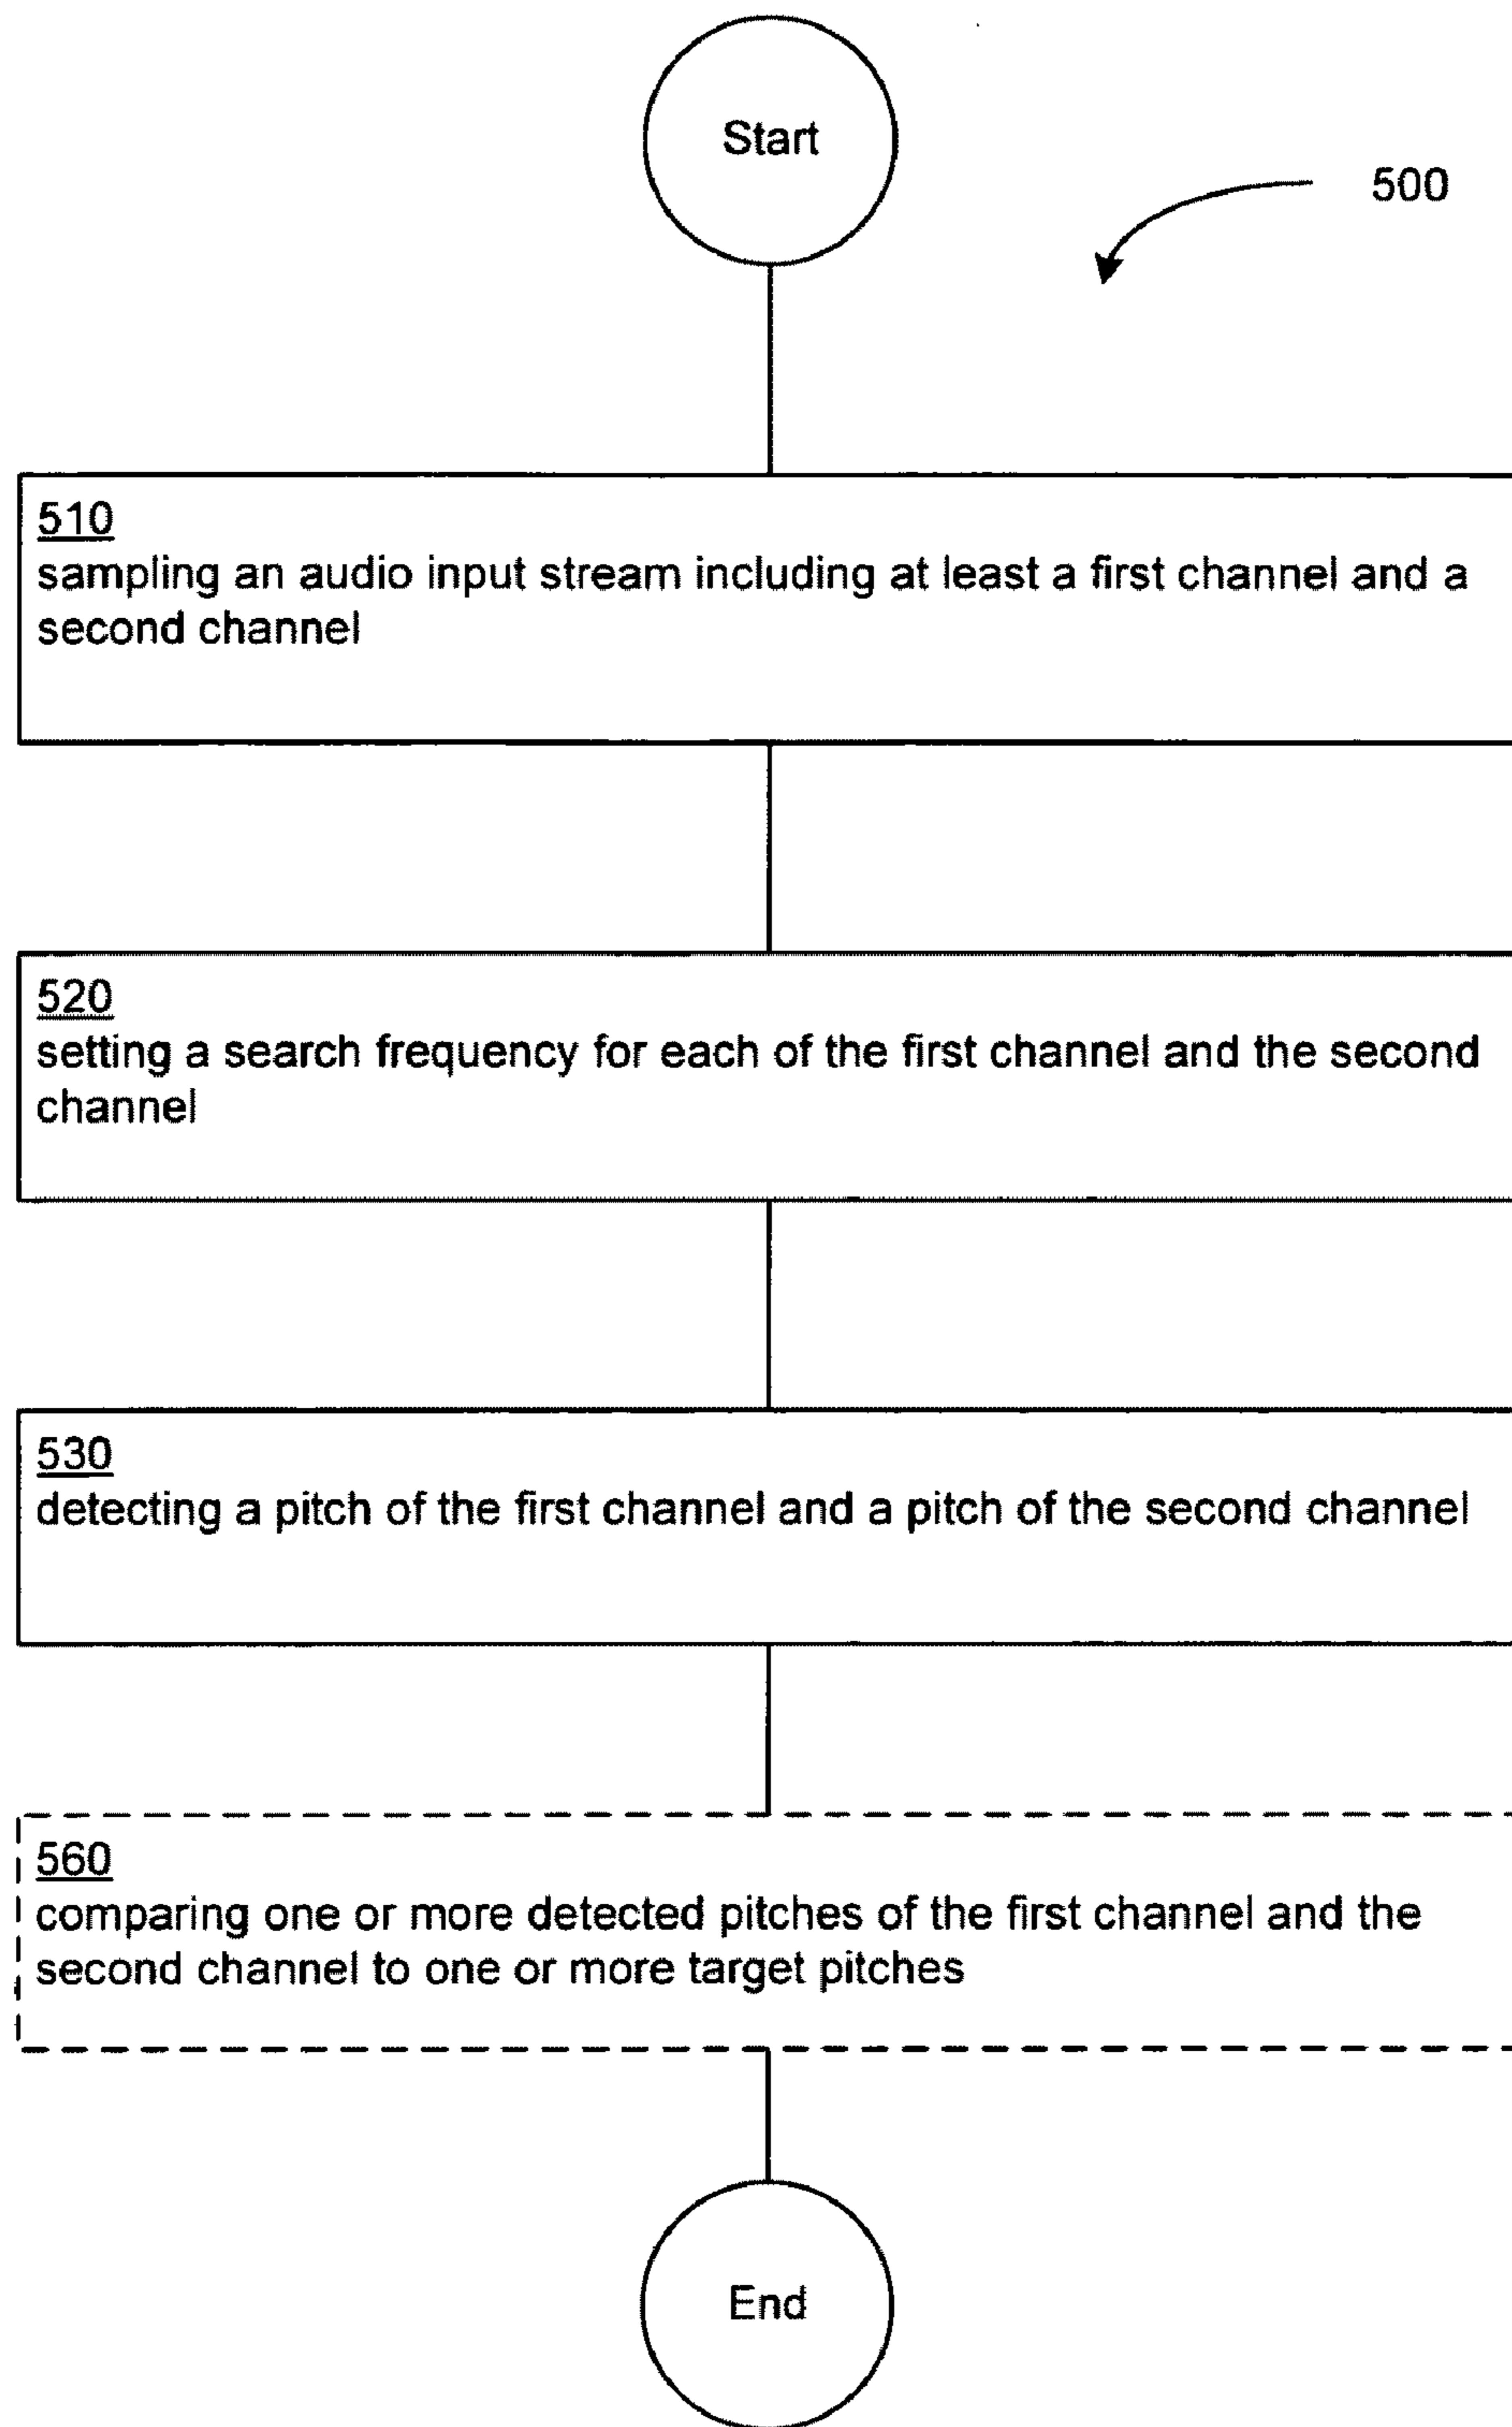 Start
500
510
sampling an audio input stream including at least a first channel and a
second channel
520
setting a search frequency for each of the first channel and the second
channel
530
detecting a pitch of the first channel and a pitch of the second channel
560
comparing one or more detected pitches of the first channel and the
second channel to one or more target pitches
End